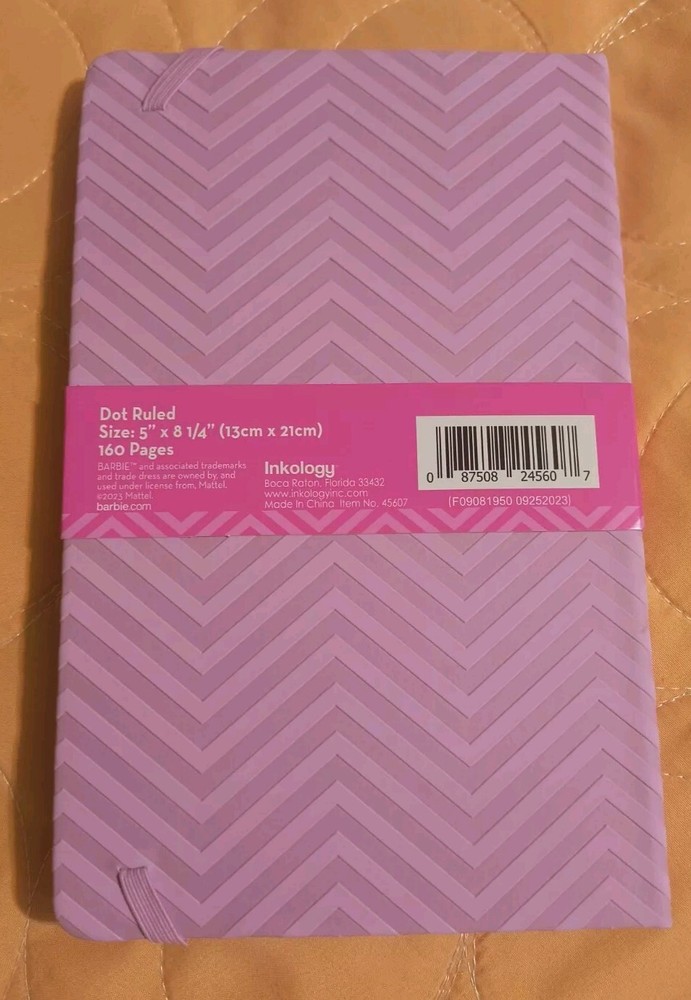 Dot Ruled
Size: 5” x 8 1/4” (13cm x 21cm)
160 Pages
BARBIE™ and associated trademarks
and trade dress are owned by, and
used under license from, Mattel.
©2023 Mattel.
barbie.com
Inkology™
Boca Raton, Florida 33432
www.inkologyinc.com
Made In China Item No. 45607
0 87508 24560 7
(F09081950 09252023)